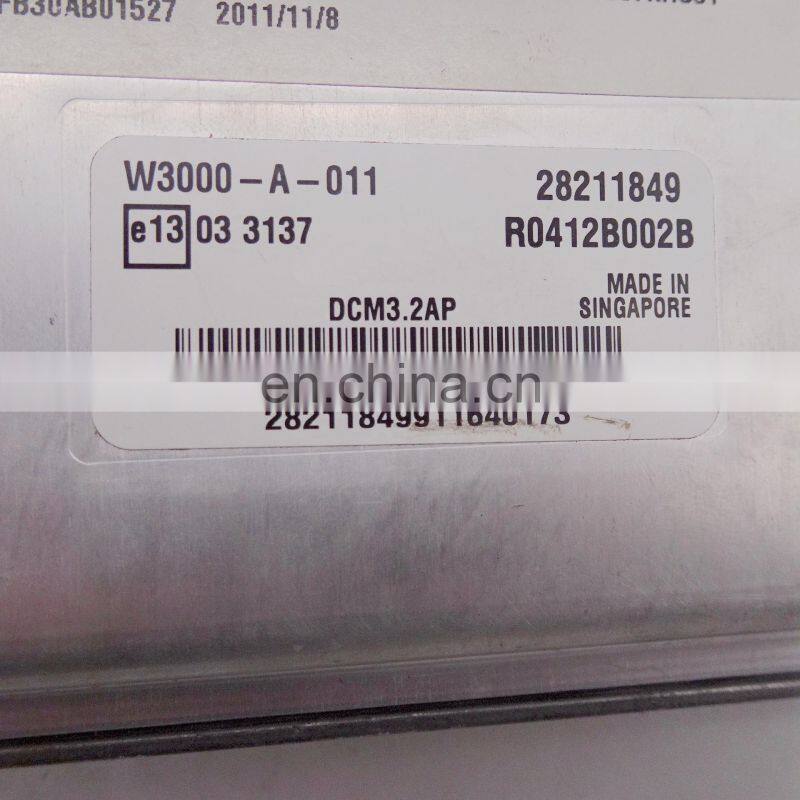 FB30AB01527 2011/11/8
W3000-A-011 28211849
e13 03 3137 R0412B002B
MADE IN
DCM3.2AP SINGAPORE
en.china.cn
28211849911640173